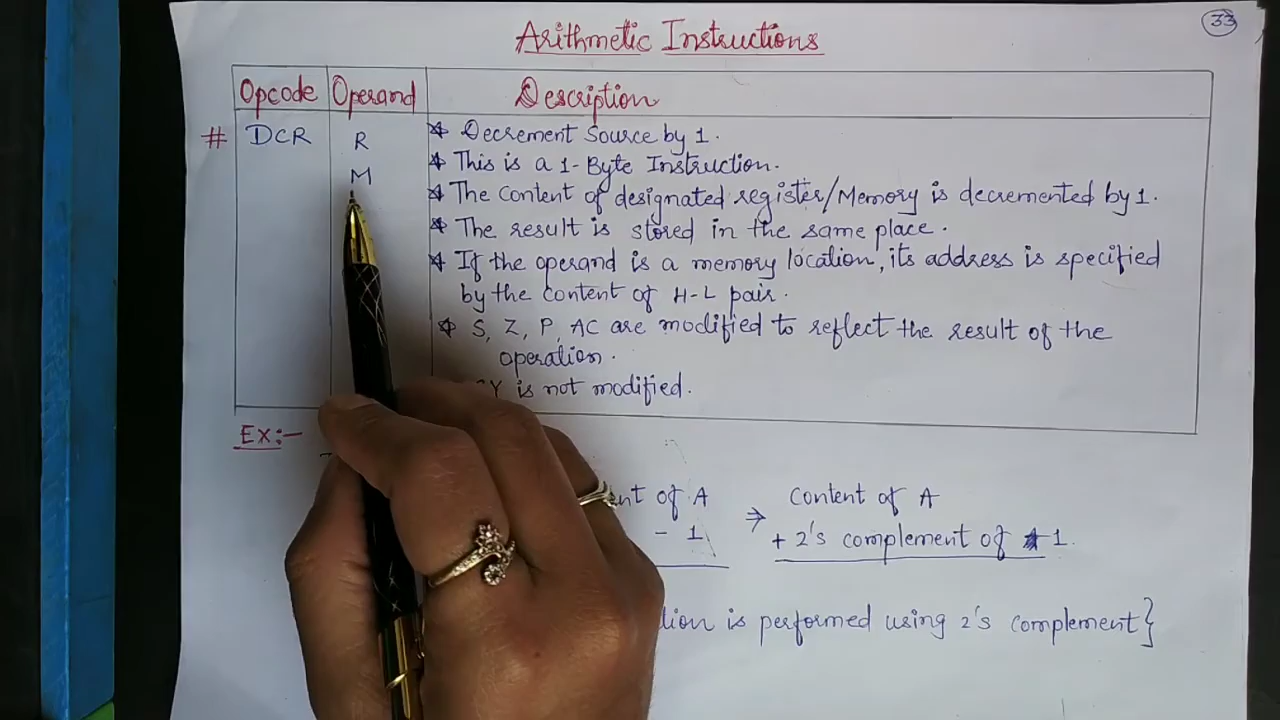 33
Arithmetic Instructions
Opcode Operand Description
# DCR R * Decrement Source by 1.
M * This is a 1-Byte Instruction.
* The Content of designated register/Memory is decremented by 1.
* The result is stored in the same place.
* If the operand is a memory location, its address is specified
by the content of H-L pair.
* S, Z, P, AC are modified to reflect the result of the
operation.
is not modified.
Ex:-
of A ⇒ Content of A
- 1 + 2's complement of 1.
is performed using 2's complement}